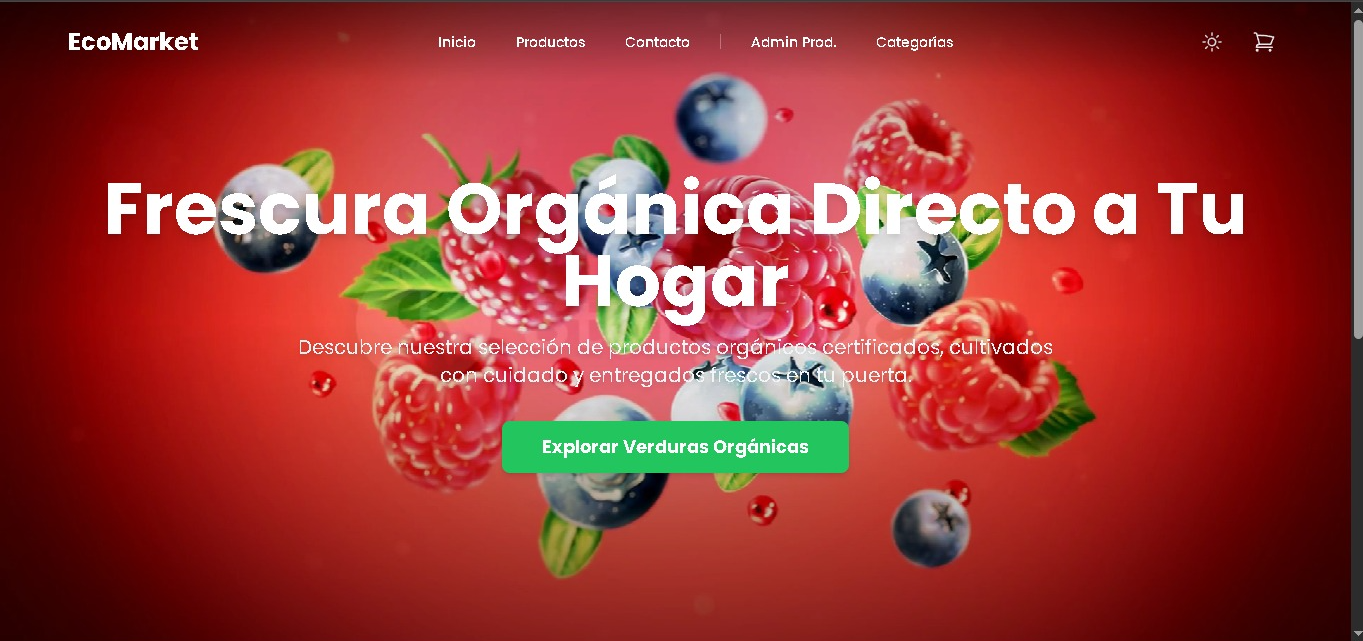 EcoMarket
Inicio Productos Contacto Admin Prod. Categorías
Frescura Orgánica Directo a Tu
Hogar
Descubre nuestra selección de productos orgánicos certificados, cultivados
con cuidado y entregados frescos en tu puerta.
Explorar Verduras Orgánicas